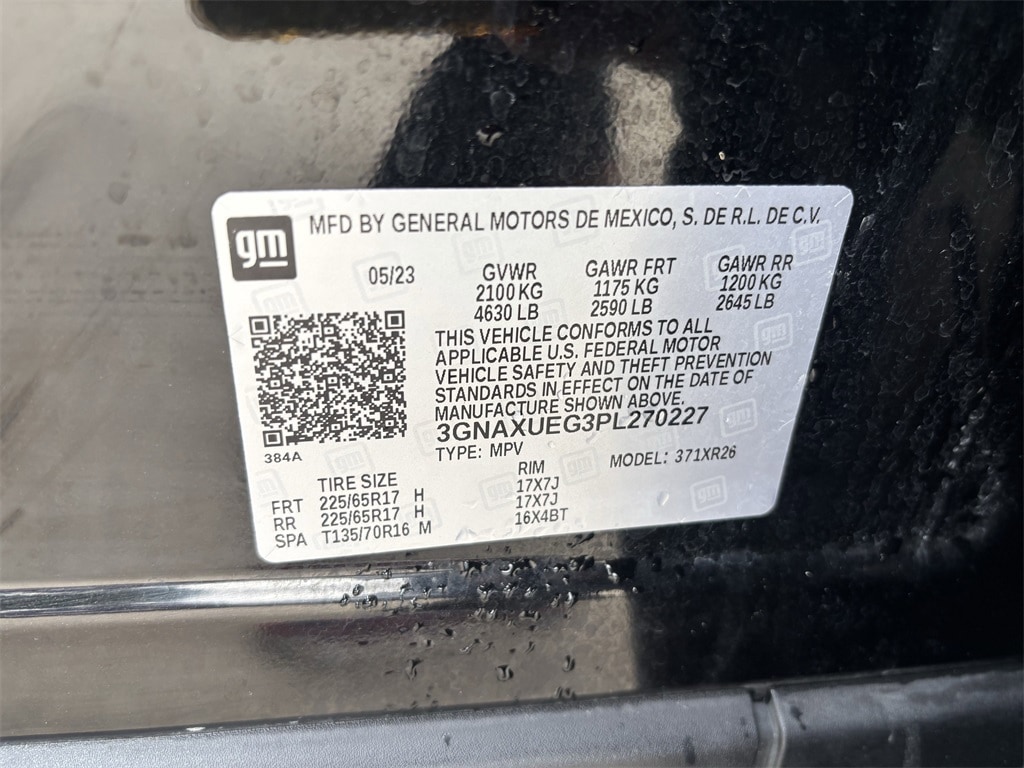 gm
MFD BY GENERAL MOTORS DE MEXICO, S. DE R.L. DE C.V.
05/23 GVWR GAWR FRT GAWR RR
2100 KG 1175 KG 1200 KG
4630 LB 2590 LB 2645 LB
THIS VEHICLE CONFORMS TO ALL
APPLICABLE U.S. FEDERAL MOTOR
VEHICLE SAFETY AND THEFT PREVENTION
STANDARDS IN EFFECT ON THE DATE OF
MANUFACTURE SHOWN ABOVE.
3GNAXUEG3PL270227
384A
TYPE: MPV MODEL: 371XR26
TIRE SIZE RIM
FRT 225/65R17 H 17X7J
RR 225/65R17 H 17X7J
SPA T135/70R16 M 16X4BT